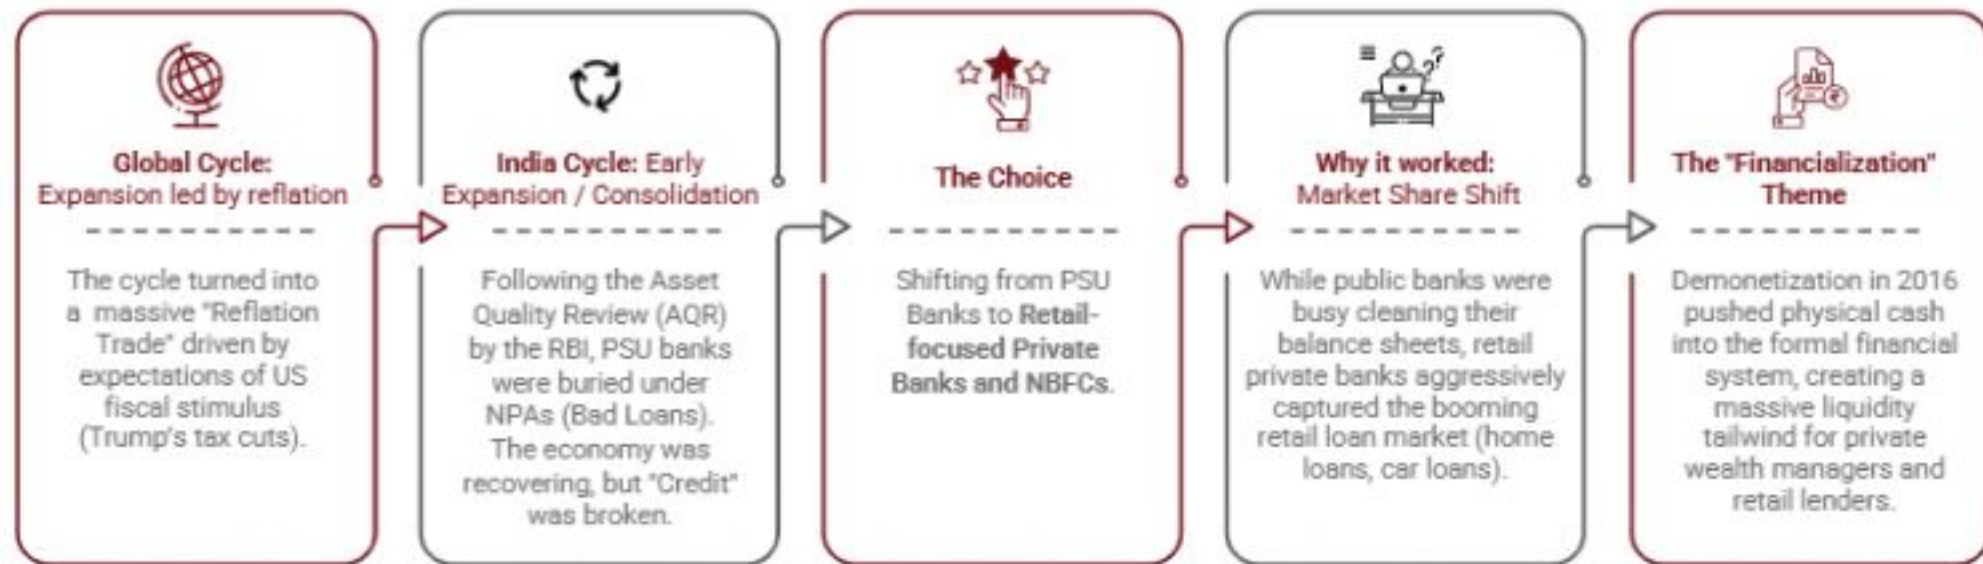 Global Cycle:
Expansion led by reflation
The cycle turned into
a massive "Reflation
Trade" driven by
expectations of US
fiscal stimulus
(Trump's tax cuts).
India Cycle: Early
Expansion / Consolidation
Following the Asset
Quality Review (AQR)
by the RBI, PSU banks
were buried under
NPAs (Bad Loans).
The economy was
recovering, but "Credit"
was broken.
The Choice
Shifting from PSU
Banks to Retail-
focused Private
Banks and NBFCs.
Why it worked:
Market Share Shift
While public banks were
busy cleaning their
balance sheets, retail
private banks aggressively
captured the booming
retail loan market (home
loans, car loans).
The "Financialization"
Theme
Demonetization in 2016
pushed physical cash
into the formal financial
system, creating a
massive liquidity
tailwind for private
wealth managers and
retail lenders.